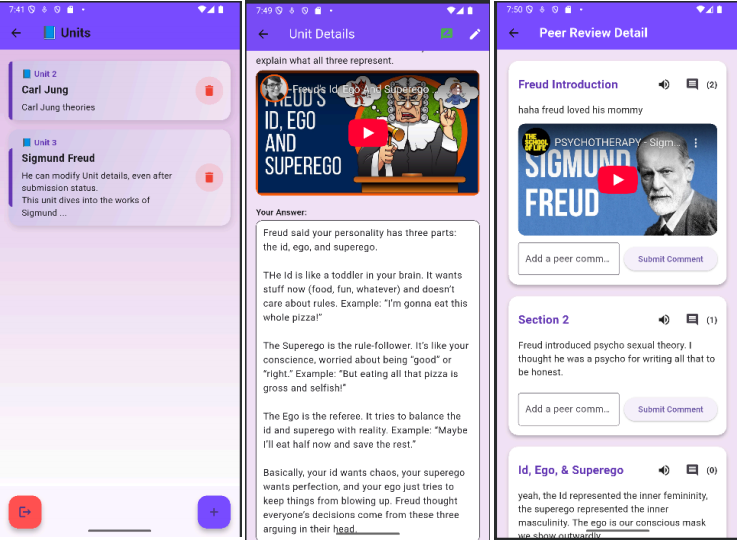 7:41
Units
Unit 2
Carl Jung
Carl Jung theories
Unit 3
Sigmund Freud
He can modify Unit details, even after
submission status.
This unit dives into the works of
Sigmund ...
7:49
Unit Details
explain what all three represent.
Freud's Id, Ego And Superego
FREUD'S
ID, EGO
AND
SUPEREGO
Your Answer:
Freud said your personality has three parts:
the id, ego, and superego.
THe Id is like a toddler in your brain. It wants
stuff now (food, fun, whatever) and doesn't
care about rules. Example: "I'm gonna eat this
whole pizza!"
The Superego is the rule-follower. It's like your
conscience, worried about being "good" or
"right." Example: "But eating all that pizza is
gross and selfish!"
The Ego is the referee. It tries to balance the
id and superego with reality. Example: "Maybe
I'll eat half now and save the rest."
Basically, your id wants chaos, your superego
wants perfection, and your ego just tries to
keep things from blowing up. Freud thought
everyone's decisions come from these three
arguing in their head.
7:50
Peer Review Detail
Freud Introduction
(2)
haha freud loved his mommy
THE SCHOOL OF LIFE
PSYCHOTHERAPY - Sigm...
SIGMUND
FREUD
Add a peer comm...
Submit Comment
Section 2
(1)
Freud introduced psycho sexual theory. I
thought he was a psycho for writing all that to
be honest.
Add a peer comm...
Submit Comment
Id, Ego, & Superego
(0)
yeah, the Id represented the inner femininity,
the superego represented the inner
masculinity. The ego is our conscious mask
we show outwardly